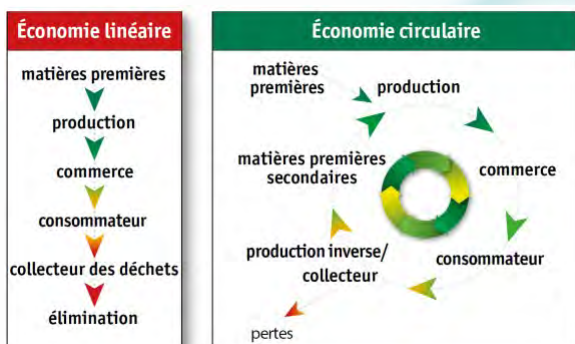 Économie linéaire
matières premières
production
commerce
consommateur
collecteur des déchets
élimination
Économie circulaire
matières
premières
production
commerce
consommateur
production inverse/
collecteur
pertes
matières premières
secondaires